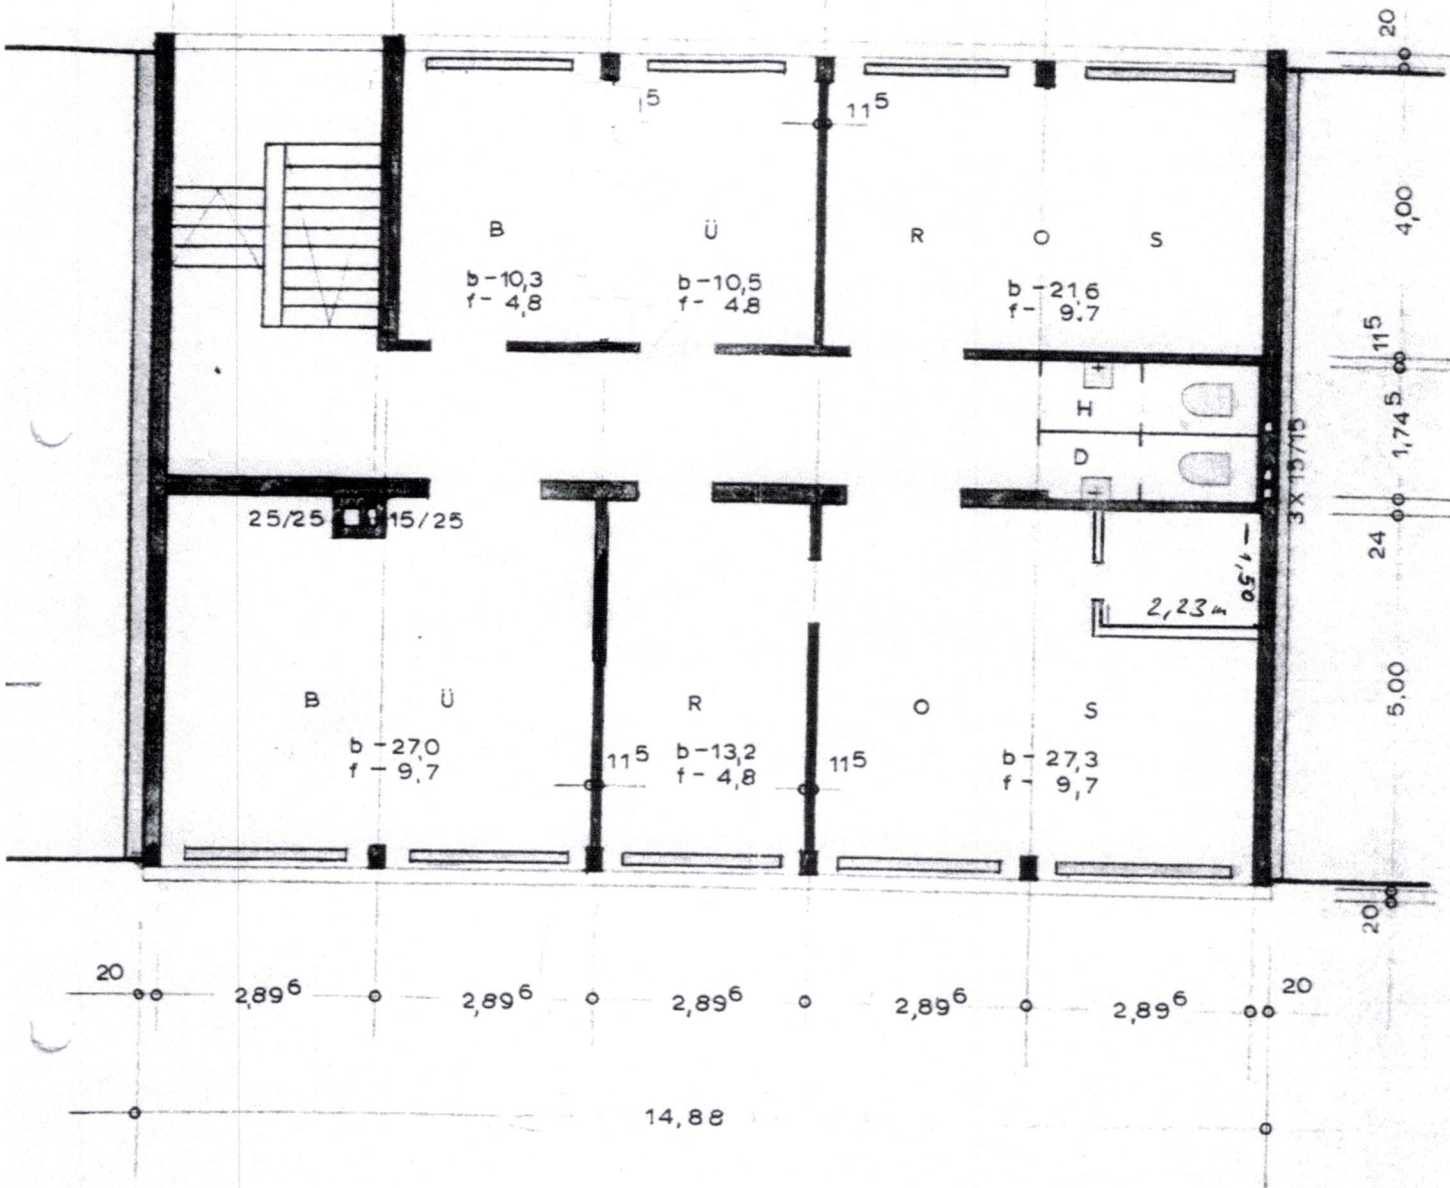 20
15
11⁵
4,00
B Ü R O S
b-10,3
f- 4,8
b-10,5
f- 4,8
b-21,6
f- 9,7
11⁵
H
1,74⁵
D
3 X 15/15
25/25
15/25
24
1,50
2,23 m
5,00
B Ü R O S
b-27,0
f-9,7
11⁵
b-13,2
f- 4,8
11⁵
b-27,3
f- 9,7
20
20
2,89⁶
2,89⁶
2,89⁶
2,89⁶
2,89⁶
20
14,88